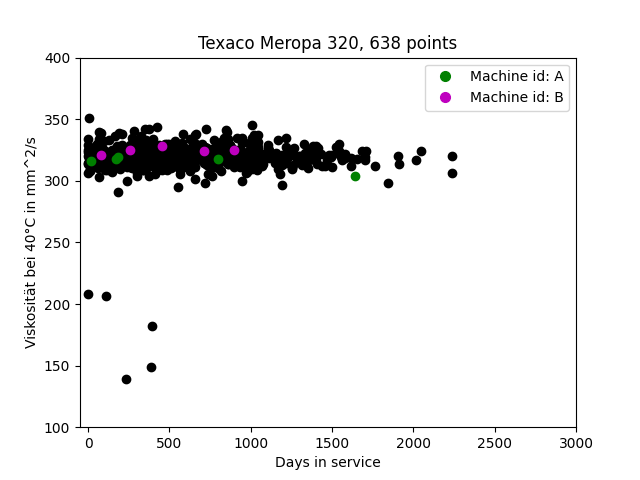 Texaco Meropa 320, 638 points
Machine id: A
Machine id: B
400
350
300
250
200
150
100
Viskosität bei 40°C in mm^2/s
0
500
1000
1500
2000
2500
3000
Days in service